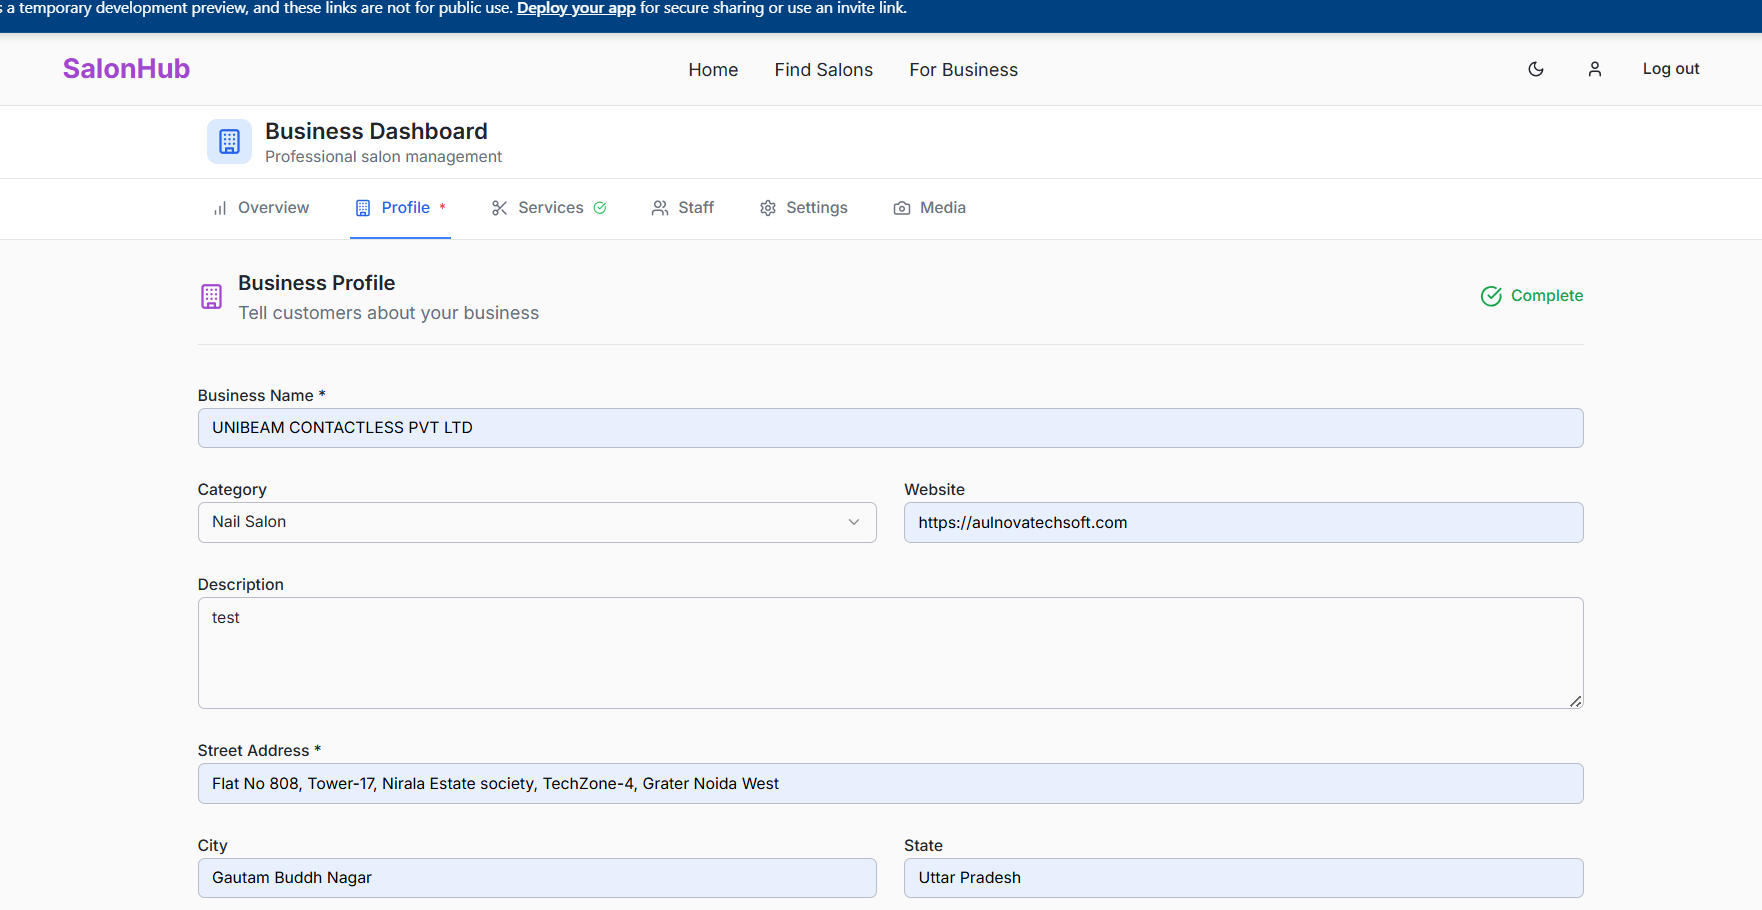 a temporary development preview, and these links are not for public use. Deploy your app for secure sharing or use an invite link.
SalonHub
Home Find Salons For Business
Log out
Business Dashboard
Professional salon management
Overview Profile * Services Staff Settings Media
Business Profile
Tell customers about your business
Complete
Business Name *
UNIBEAM CONTACTLESS PVT LTD
Category
Nail Salon
Website
https://aulnovatechsoft.com
Description
test
Street Address *
Flat No 808, Tower-17, Nirala Estate society, TechZone-4, Grater Noida West
City
Gautam Buddh Nagar
State
Uttar Pradesh